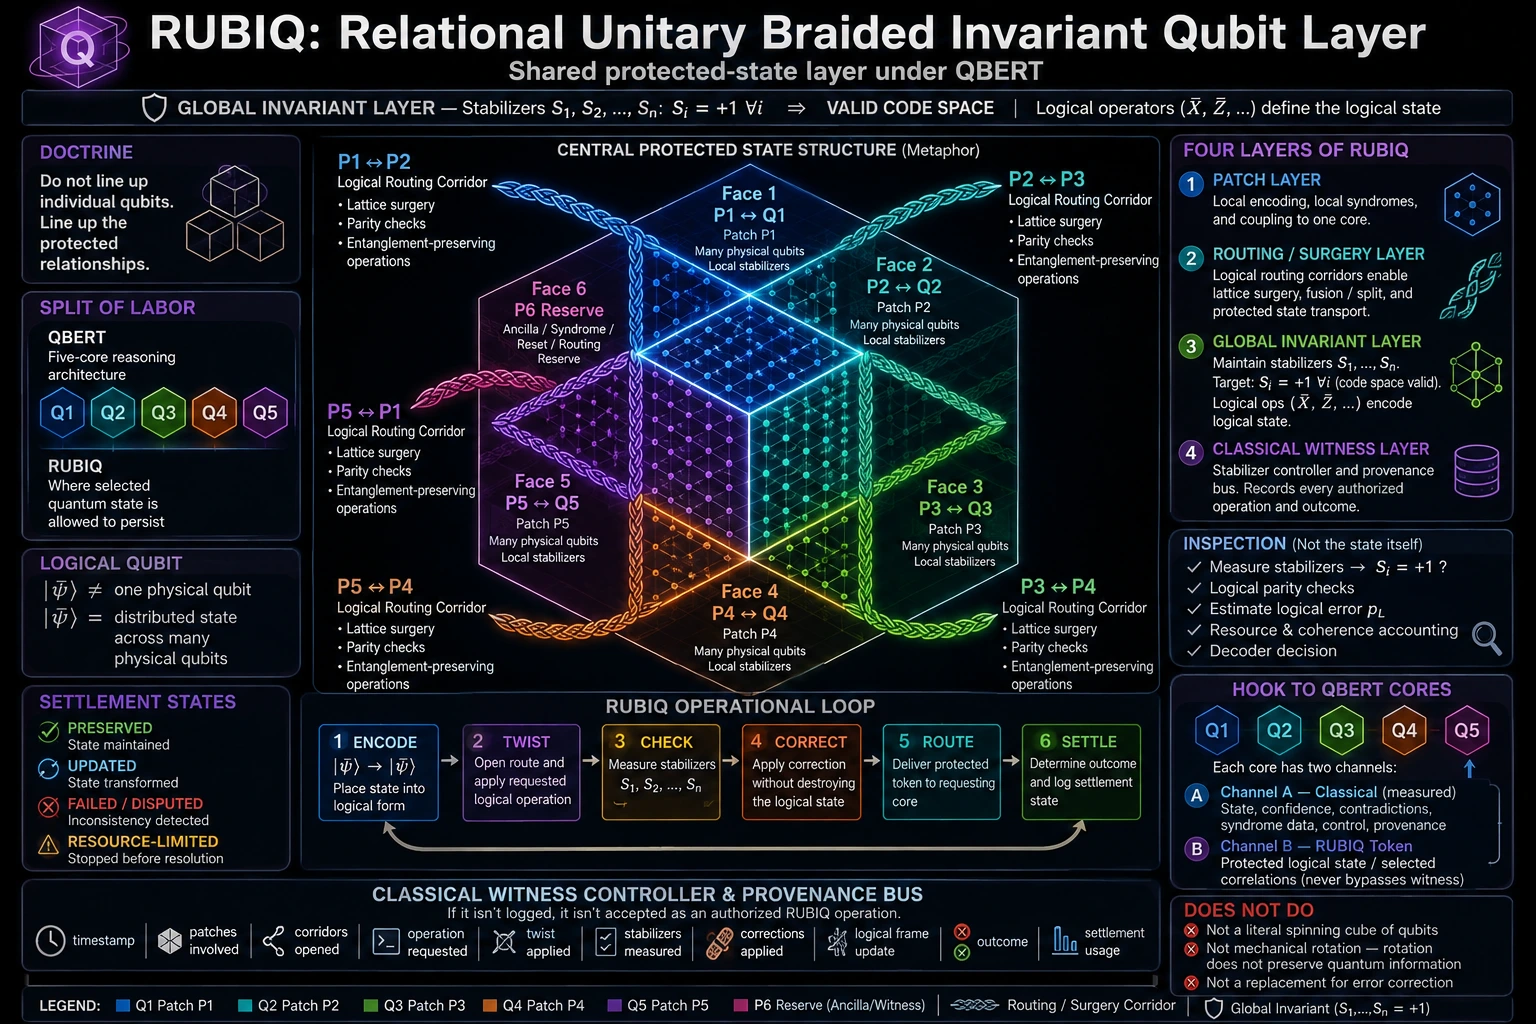 Q
RUBIQ: Relational Unitary Braided Invariant Qubit Layer
Shared protected-state layer under QBERT
GLOBAL INVARIANT LAYER — Stabilizers S₁, S₂, ..., Sₙ: Sᵢ = +1 ∀i ⇒ VALID CODE SPACE | Logical operators (X̄, Z̄, ...) define the logical state
DOCTRINE
Do not line up
individual qubits.
Line up the
protected
relationships.
SPLIT OF LABOR
QBERT
Five-core reasoning
architecture
Q1 Q2 Q3 Q4 Q5
RUBIQ
Where selected
quantum state is
allowed to persist
LOGICAL QUBIT
|ψ̄⟩ ≠ one physical qubit
|ψ̄⟩ = distributed state
across many
physical qubits
SETTLEMENT STATES
PRESERVED
State maintained
UPDATED
State transformed
FAILED / DISPUTED
Inconsistency detected
RESOURCE-LIMITED
Stopped before resolution
CENTRAL PROTECTED STATE STRUCTURE (Metaphor)
P1 ↔ P2
Logical Routing Corridor
• Lattice surgery
• Parity checks
• Entanglement-preserving
operations
P2 ↔ P3
Logical Routing Corridor
• Lattice surgery
• Parity checks
• Entanglement-preserving
operations
Face 1
P1 ↔ Q1
Patch P1
Many physical qubits
Local stabilizers
Face 2
P2 ↔ Q2
Patch P2
Many physical qubits
Local stabilizers
Face 6
P6 Reserve
Ancilla / Syndrome /
Reset / Routing
Reserve
P5 ↔ P1
Logical Routing Corridor
• Lattice surgery
• Parity checks
• Entanglement-preserving
operations
Face 5
P5 ↔ Q5
Patch P5
Many physical qubits
Local stabilizers
Face 3
P3 ↔ Q3
Patch P3
Many physical qubits
Local stabilizers
P5 ↔ P4
Logical Routing Corridor
• Lattice surgery
• Parity checks
• Entanglement-preserving
operations
Face 4
P4 ↔ Q4
Patch P4
Many physical qubits
Local stabilizers
P3 ↔ P4
Logical Routing Corridor
• Lattice surgery
• Parity checks
• Entanglement-preserving
operations
RUBIQ OPERATIONAL LOOP
1 ENCODE
|ψ̄⟩ → |ψ̄⟩
Place state into
logical form
2 TWIST
Open route and
apply requested
logical operation
3 CHECK
Measure stabilizers
S₁, S₂, ..., Sₙ
4 CORRECT
Apply correction
without destroying
the logical state
5 ROUTE
Deliver protected
token to requesting
core
6 SETTLE
Determine outcome
and log settlement
state
FOUR LAYERS OF RUBIQ
1 PATCH LAYER
Local encoding, local syndromes,
and coupling to one core.
2 ROUTING / SURGERY LAYER
Logical routing corridors enable
lattice surgery, fusion / split, and
protected state transport.
3 GLOBAL INVARIANT LAYER
Maintain stabilizers S₁, ..., Sₙ.
Target: Sᵢ = +1 ∀i (code space valid).
Logical ops (X̄, Z̄, ...) encode
logical state.
4 CLASSICAL WITNESS LAYER
Stabilizer controller and provenance
bus. Records every authorized
operation and outcome.
INSPECTION (Not the state itself)
✓ Measure stabilizers → Sᵢ = +1 ?
✓ Logical parity checks
✓ Estimate logical error p_L
✓ Resource & coherence accounting
✓ Decoder decision
HOOK TO QBERT CORES
Q1 Q2 Q3 Q4 Q5
Each core has two channels:
A Channel A — Classical (measured)
State, confidence, contradictions,
syndrome data, control, provenance
B Channel B — RUBIQ Token
Protected logical state / selected
correlations (never bypasses witness)
DOES NOT DO
Not a literal spinning cube of qubits
Not mechanical rotation — rotation
does not preserve quantum information
Not a replacement for error correction
CLASSICAL WITNESS CONTROLLER & PROVENANCE BUS
If it isn't logged, it isn't accepted as an authorized RUBIQ operation.
timestamp
patches
involved
corridors
opened
operation
requested
twist
applied
stabilizers
measured
corrections
applied
logical frame
update
outcome
settlement
usage
LEGEND: Q1 Patch P1 Q2 Patch P2 Q3 Patch P3 Q4 Patch P4 Q5 Patch P5 P6 Reserve (Ancilla/Witness) | Routing / Surgery Corridor | Global Invariant (S₁,...,Sₙ = +1)